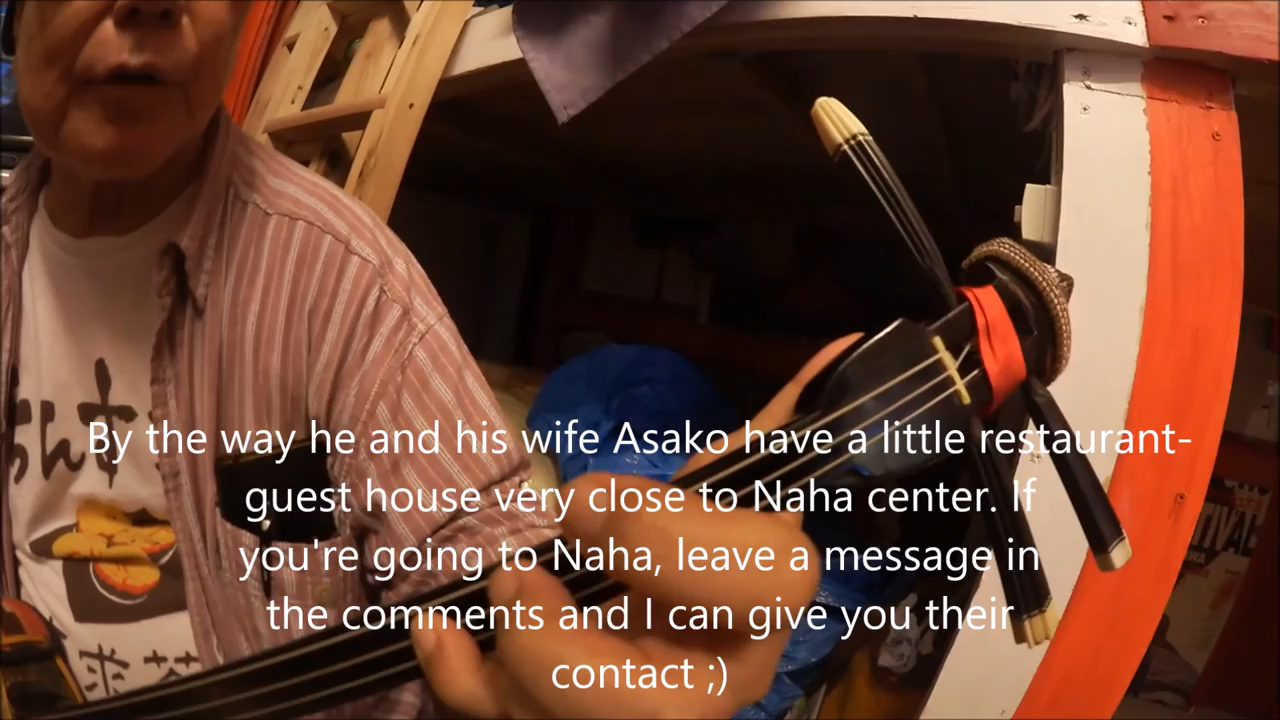 By the way he and his wife Asako have a little restaurant-
guest house very close to Naha center. If
you're going to Naha, leave a message in
the comments and I can give you their
contact ;)